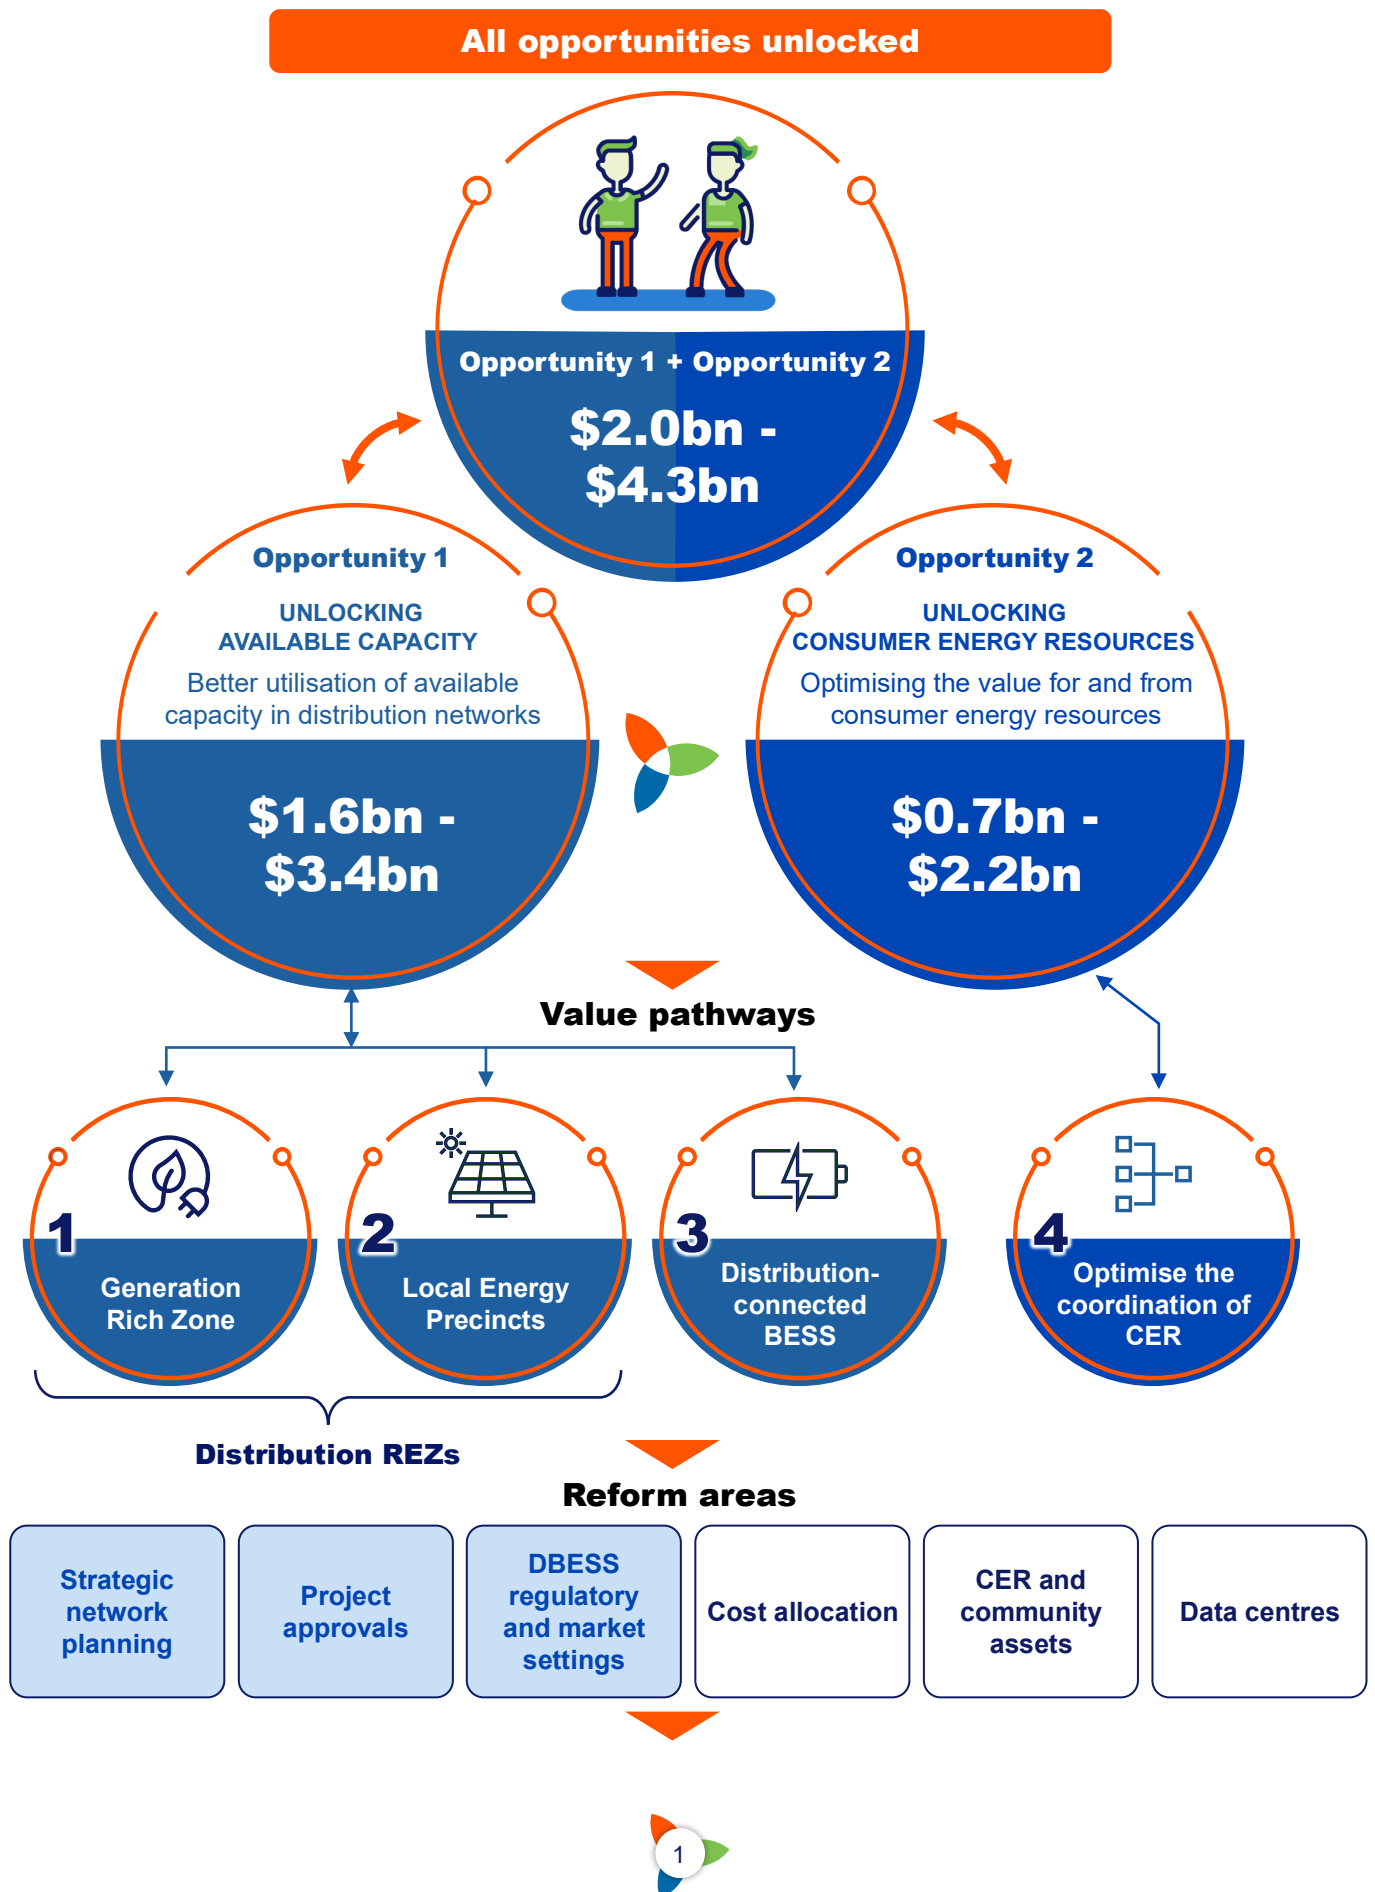 All opportunities unlocked
Opportunity 1 + Opportunity 2
$2.0bn -
$4.3bn
Opportunity 1
UNLOCKING
AVAILABLE CAPACITY
Better utilisation of available
capacity in distribution networks
$1.6bn -
$3.4bn
Opportunity 2
UNLOCKING
CONSUMER ENERGY RESOURCES
Optimising the value for and from
consumer energy resources
$0.7bn -
$2.2bn
Value pathways
1
Generation
Rich Zone
2
Local Energy
Precincts
3
Distribution-
connected
BESS
4
Optimise the
coordination of
CER
Distribution REZs
Reform areas
Strategic
network
planning
Project
approvals
DBESS
regulatory
and market
settings
Cost allocation
CER and
community
assets
Data centres
1